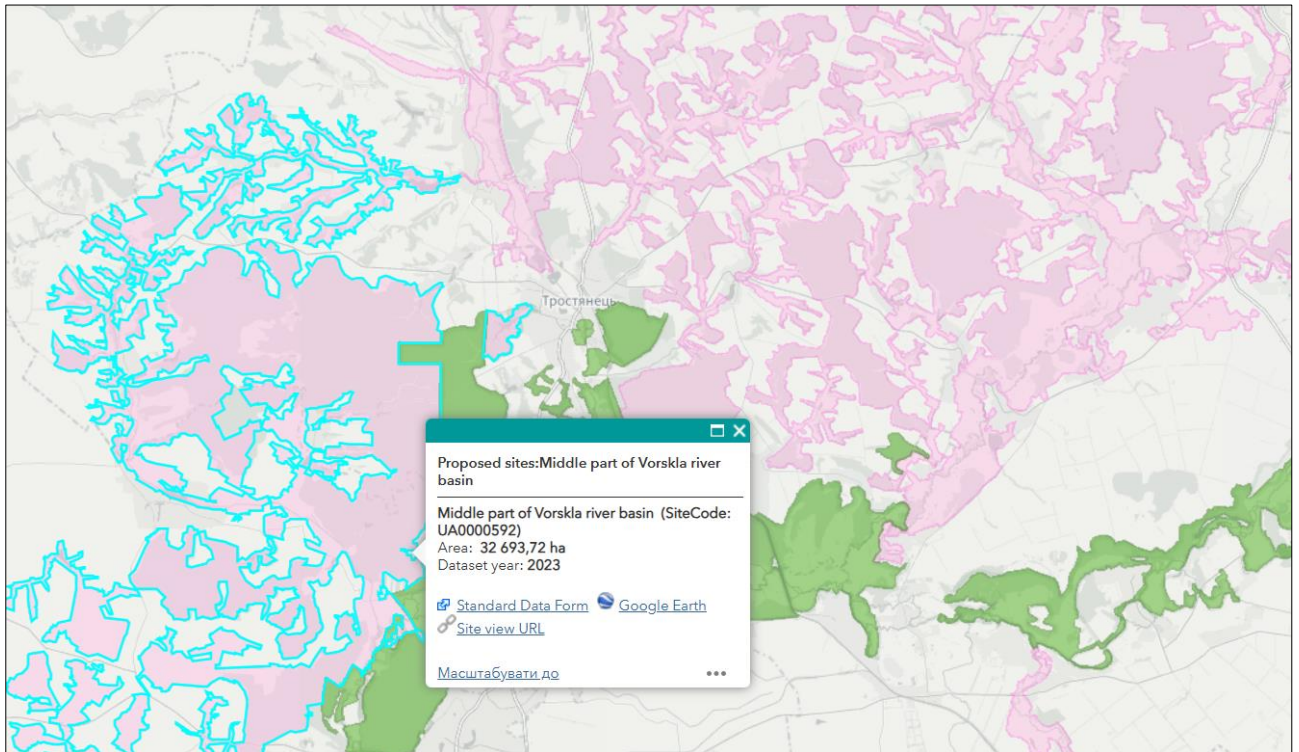 Тростянець
Proposed sites:Middle part of Vorskla river
basin
Middle part of Vorskla river basin (SiteCode:
UA0000592)
Area: 32 693,72 ha
Dataset year: 2023
Standard Data Form Google Earth
Site view URL
Масштабувати до